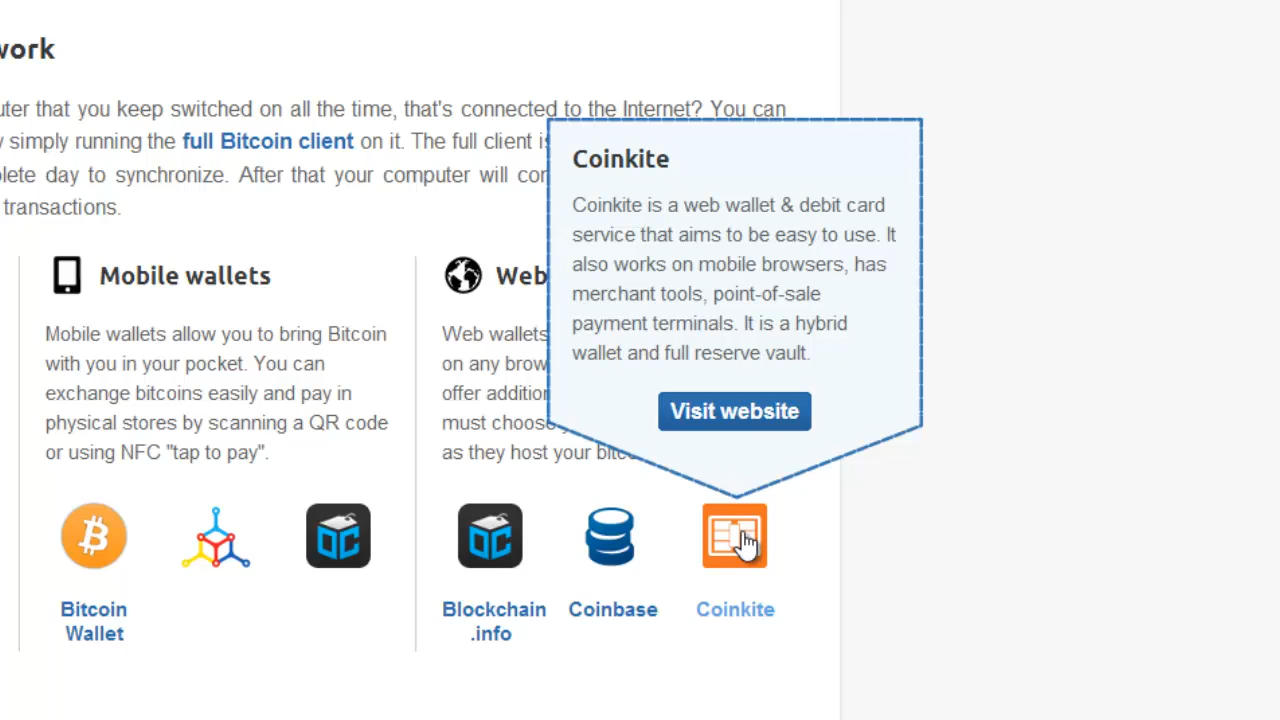 work
uter that you keep switched on all the time, that's connected to the Internet? You can
simply running the full Bitcoin client on it. The full client is
plete day to synchronize. After that your computer will con
transactions.
Mobile wallets
Mobile wallets allow you to bring Bitcoin
with you in your pocket. You can
exchange bitcoins easily and pay in
physical stores by scanning a QR code
or using NFC "tap to pay".
Bitcoin
Wallet
Web
Web wallets
on any brow
offer addition
must choose
as they host your bitc
Blockchain
.info
Coinbase
Coinkite
Coinkite
Coinkite is a web wallet & debit card
service that aims to be easy to use. It
also works on mobile browsers, has
merchant tools, point-of-sale
payment terminals. It is a hybrid
wallet and full reserve vault.
Visit website